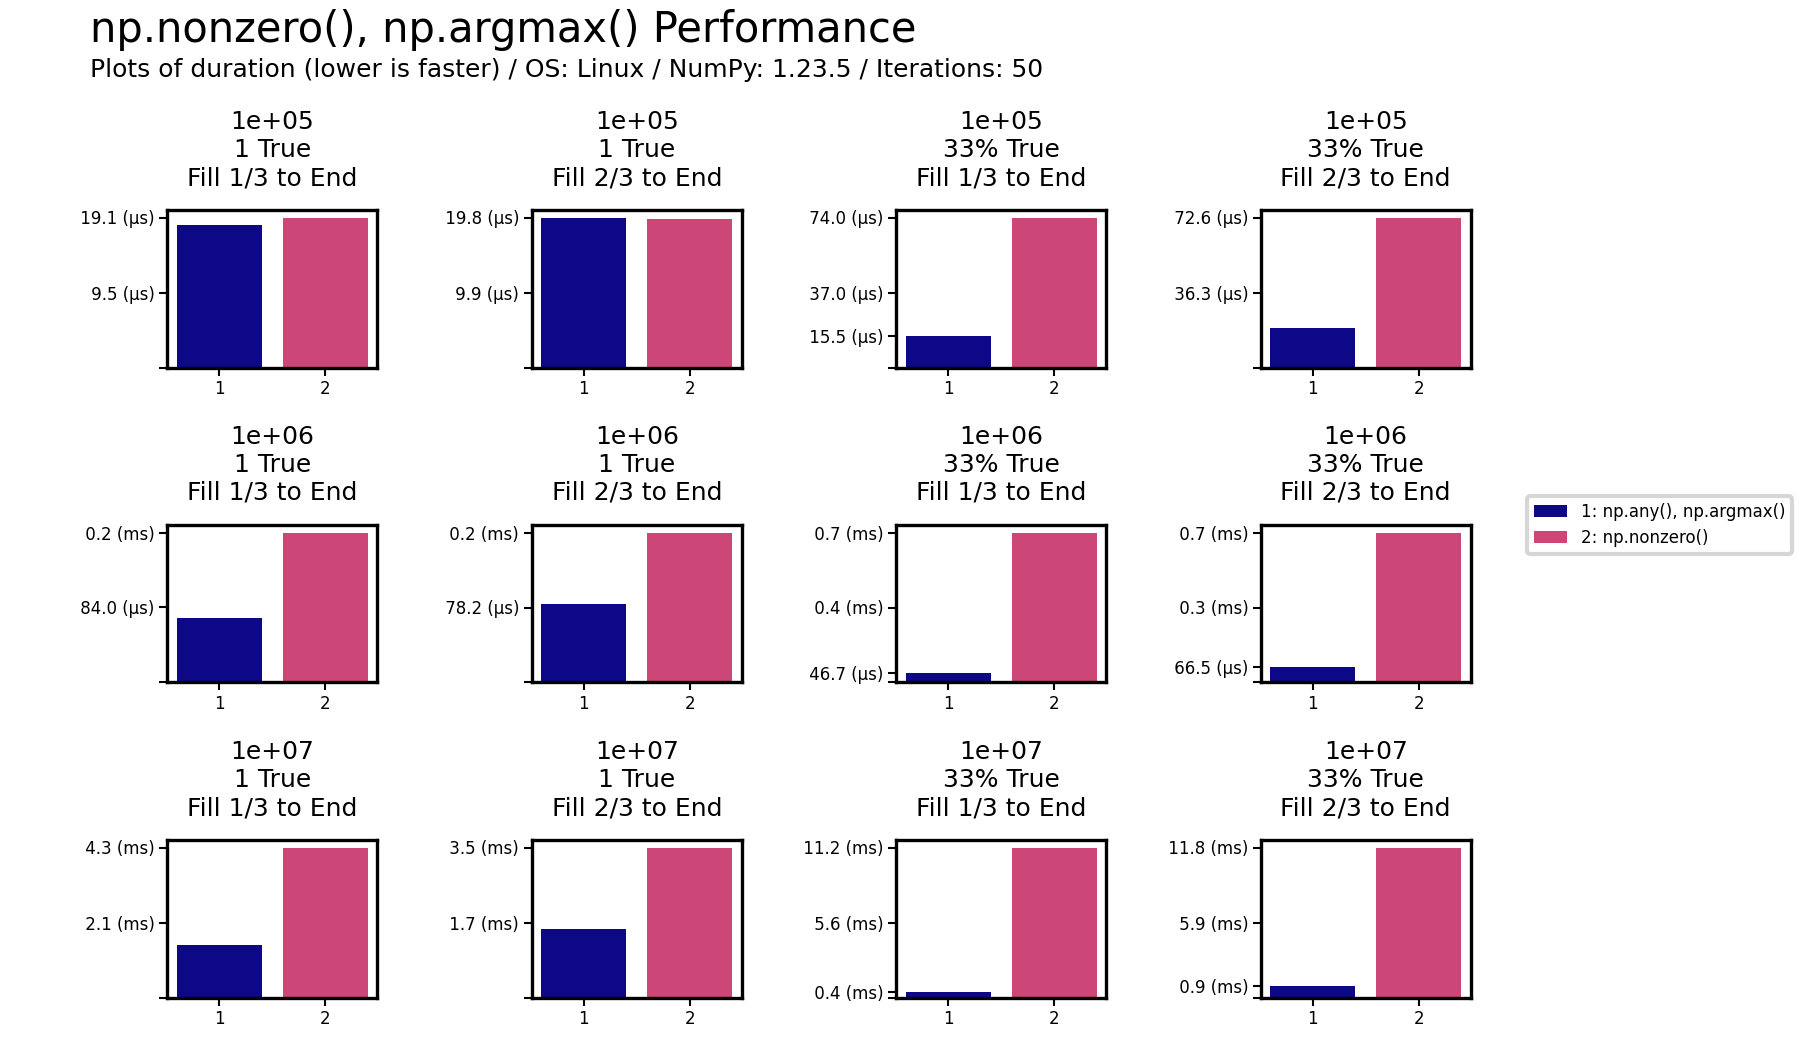 np.nonzero(), np.argmax() Performance
Plots of duration (lower is faster) / OS: Linux / NumPy: 1.23.5 / Iterations: 50
1e+05
1 True
Fill 1/3 to End
19.1 (µs)
9.5 (µs)
1
2
1e+05
1 True
Fill 2/3 to End
19.8 (µs)
9.9 (µs)
1
2
1e+05
33% True
Fill 1/3 to End
74.0 (µs)
37.0 (µs)
15.5 (µs)
1
2
1e+05
33% True
Fill 2/3 to End
72.6 (µs)
36.3 (µs)
1
2
1e+06
1 True
Fill 1/3 to End
0.2 (ms)
84.0 (µs)
1
2
1e+06
1 True
Fill 2/3 to End
0.2 (ms)
78.2 (µs)
1
2
1e+06
33% True
Fill 1/3 to End
0.7 (ms)
0.4 (ms)
46.7 (µs)
1
2
1e+06
33% True
Fill 2/3 to End
0.7 (ms)
0.3 (ms)
66.5 (µs)
1
2
1: np.any(), np.argmax()
2: np.nonzero()
1e+07
1 True
Fill 1/3 to End
4.3 (ms)
2.1 (ms)
1
2
1e+07
1 True
Fill 2/3 to End
3.5 (ms)
1.7 (ms)
1
2
1e+07
33% True
Fill 1/3 to End
11.2 (ms)
5.6 (ms)
0.4 (ms)
1
2
1e+07
33% True
Fill 2/3 to End
11.8 (ms)
5.9 (ms)
0.9 (ms)
1
2